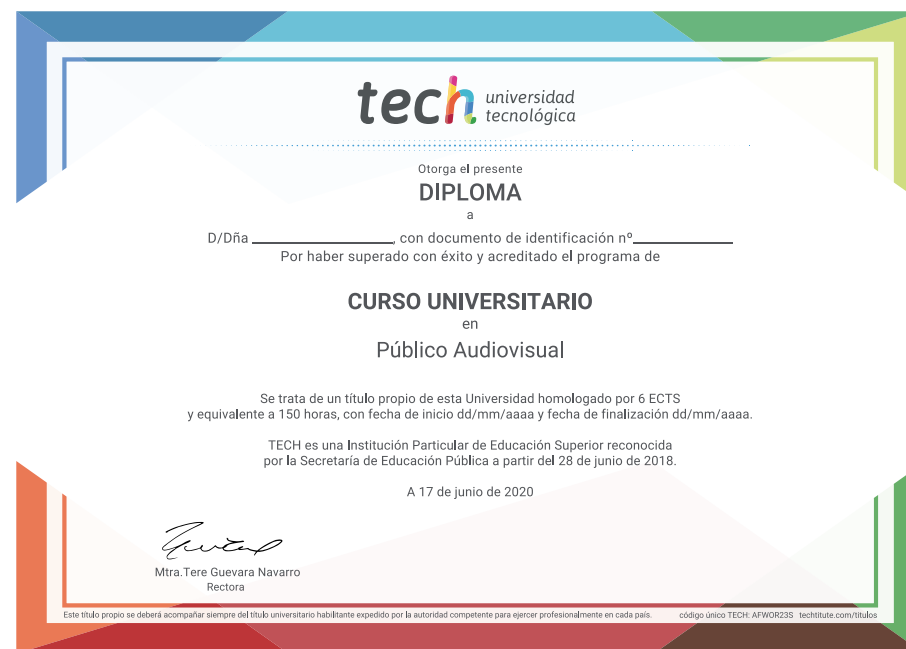 tech universidad
tecnológica
Otorga el presente
DIPLOMA
a
D/Dña ____________________, con documento de identificación nº______________
Por haber superado con éxito y acreditado el programa de
CURSO UNIVERSITARIO
en
Público Audiovisual
Se trata de un título propio de esta Universidad homologado por 6 ECTS
y equivalente a 150 horas, con fecha de inicio dd/mm/aaaa y fecha de finalización dd/mm/aaaa.
TECH es una Institución Particular de Educación Superior reconocida
por la Secretaría de Educación Pública a partir del 28 de junio de 2018.
A 17 de junio de 2020
Mtra.Tere Guevara Navarro
Rectora
Este título propio se deberá acompañar siempre del título universitario habilitante expedido por la autoridad competente para ejercer profesionalmente en cada país. código único TECH: AFWOR23S techtitute.com/titulos